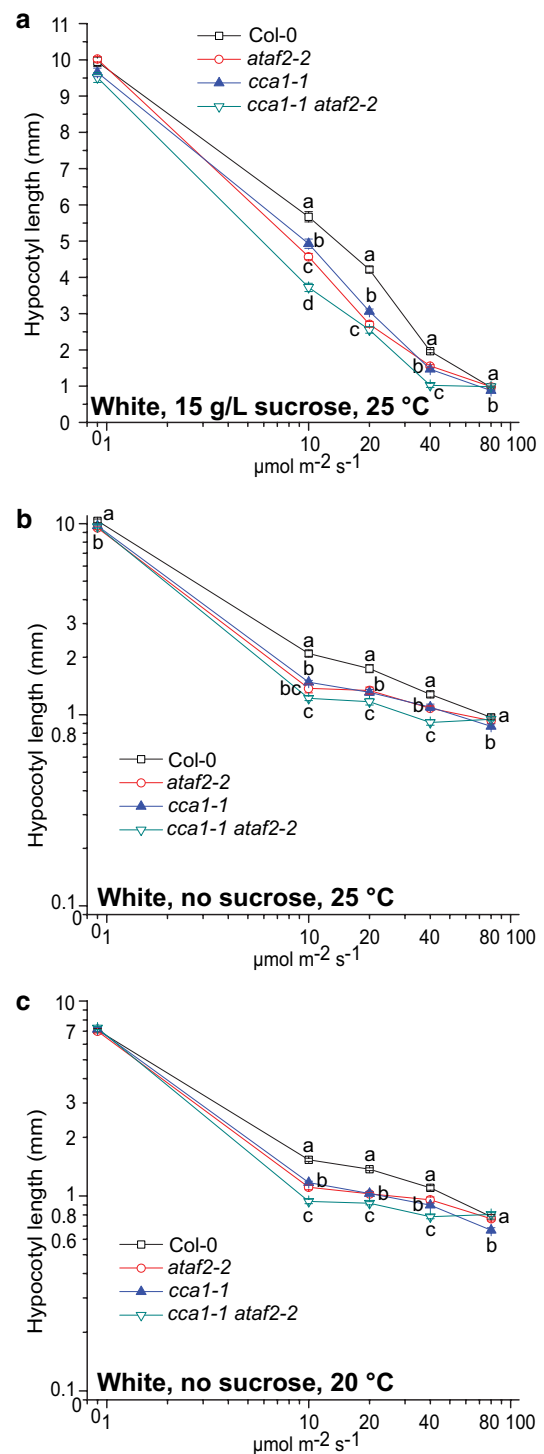 a
Col-0
ataf2-2
cca1-1
cca1-1 ataf2-2
Hypocotyl length (mm)
11
10
9
8
7
6
5
4
3
2
1
0
a
b
c
d
a
b
c
a
b
c
a
b
White, 15 g/L sucrose, 25 °C
0 1 10 20 40 80 100
µmol m-2 s-1
b
Hypocotyl length (mm)
10
3
2
1
0.8
0.1
0
a
b
a
b
bc
c
a
b
c
a
b
c
a
b
Col-0
ataf2-2
cca1-1
cca1-1 ataf2-2
White, no sucrose, 25 °C
0 1 10 20 40 80 100
µmol m-2 s-1
c
Hypocotyl length (mm)
10
7
3
2
1
0.8
0.6
0.1
0
a
b
c
a
b
c
a
b
c
a
b
Col-0
ataf2-2
cca1-1
cca1-1 ataf2-2
White, no sucrose, 20 °C
0 1 10 20 40 80 100
µmol m-2 s-1